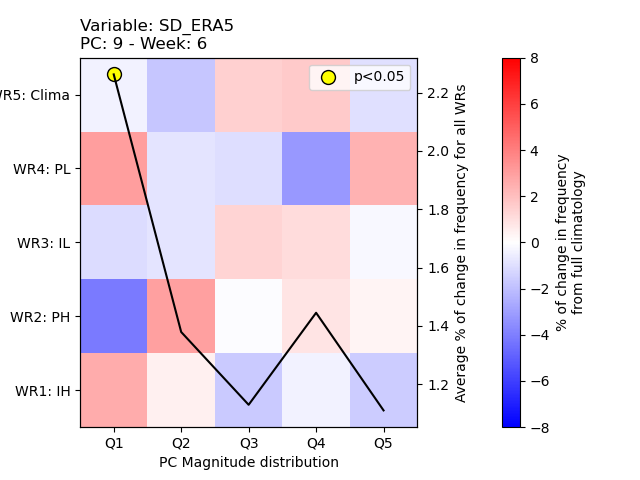 Variable: SD_ERA5
PC: 9 - Week: 6
p<0.05
WR5: Clima
WR4: PL
WR3: IL
WR2: PH
WR1: IH
Q1 Q2 Q3 Q4 Q5
PC Magnitude distribution
2.2
2.0
1.8
1.6
1.4
1.2
Average % of change in frequency for all WRs
8
6
4
2
0
−2
−4
−6
−8
% of change in frequency
from full climatology